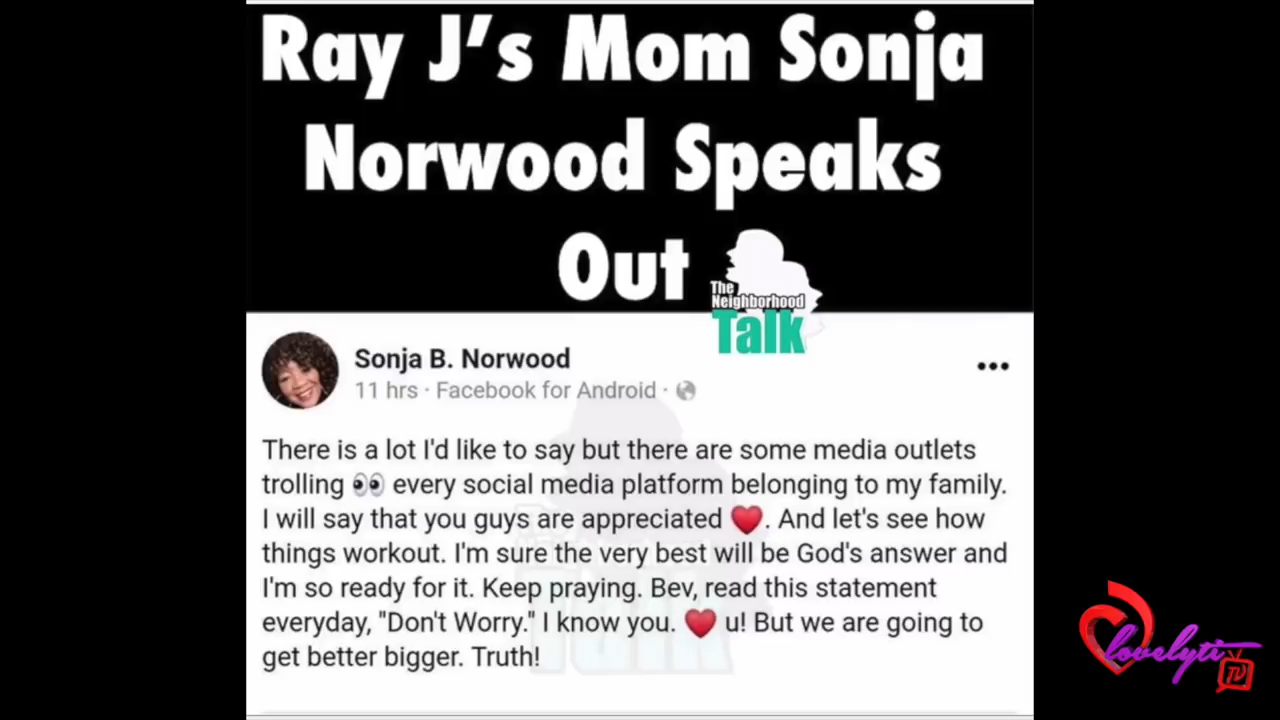 Ray J’s Mom Sonja
Norwood Speaks
Out
The
Neighborhood
Talk
Sonja B. Norwood
11 hrs · Facebook for Android ·
There is a lot I'd like to say but there are some media outlets
trolling 👀 every social media platform belonging to my family.
I will say that you guys are appreciated ❤️. And let's see how
things workout. I'm sure the very best will be God's answer and
I'm so ready for it. Keep praying. Bev, read this statement
everyday, "Don't Worry." I know you. ❤️ u! But we are going to
get better bigger. Truth!
lovelyti
TV